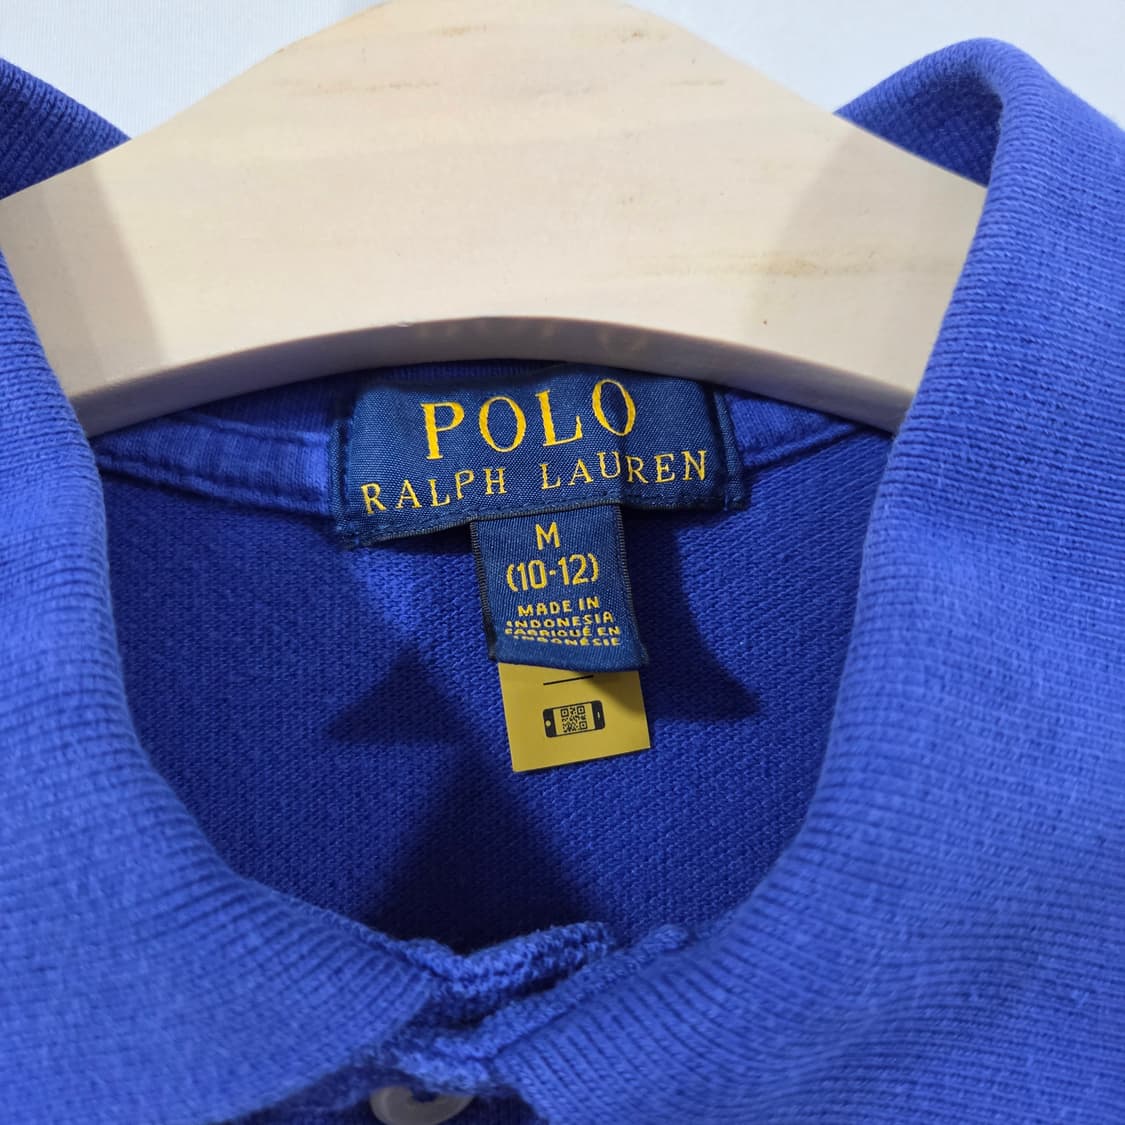 POLO
RALPH LAUREN
M
(10-12)
MADE IN
INDONESIA
FABRIQUÉ EN
INDONÉSIE